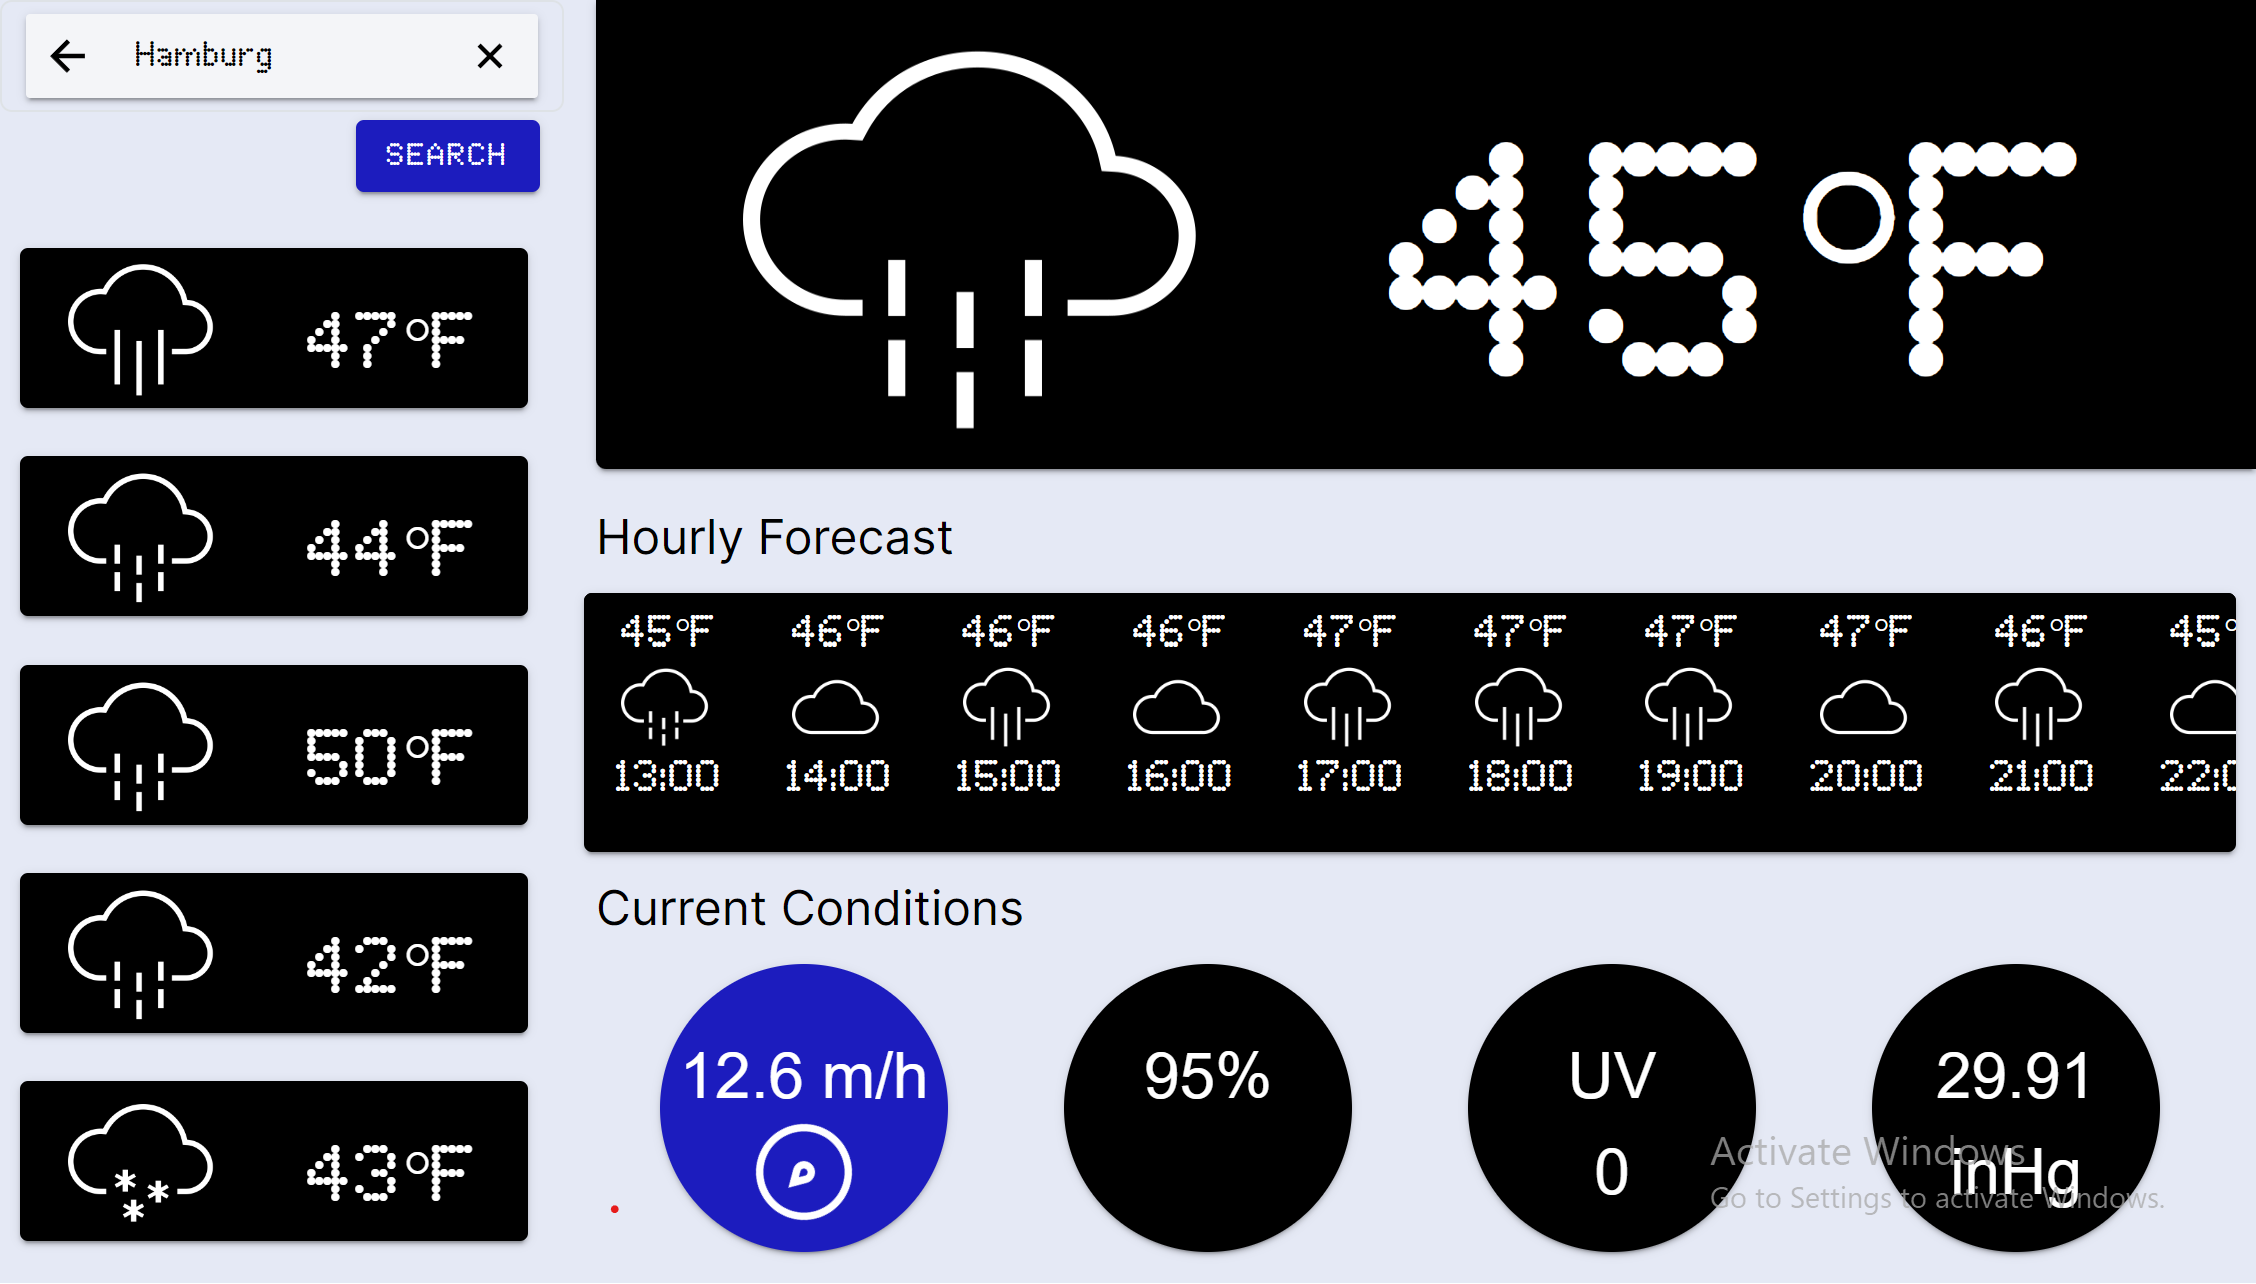 Hamburg
SEARCH
47°F
44°F
50°F
42°F
43°F
45°F
Hourly Forecast
45°F 46°F 46°F 46°F 47°F 47°F 47°F 47°F 46°F 45°
13:00 14:00 15:00 16:00 17:00 18:00 19:00 20:00 21:00 22:0
Current Conditions
12.6 m/h
95%
UV
0
29.91
inHg
Activate Windows
Go to Settings to activate Windows.